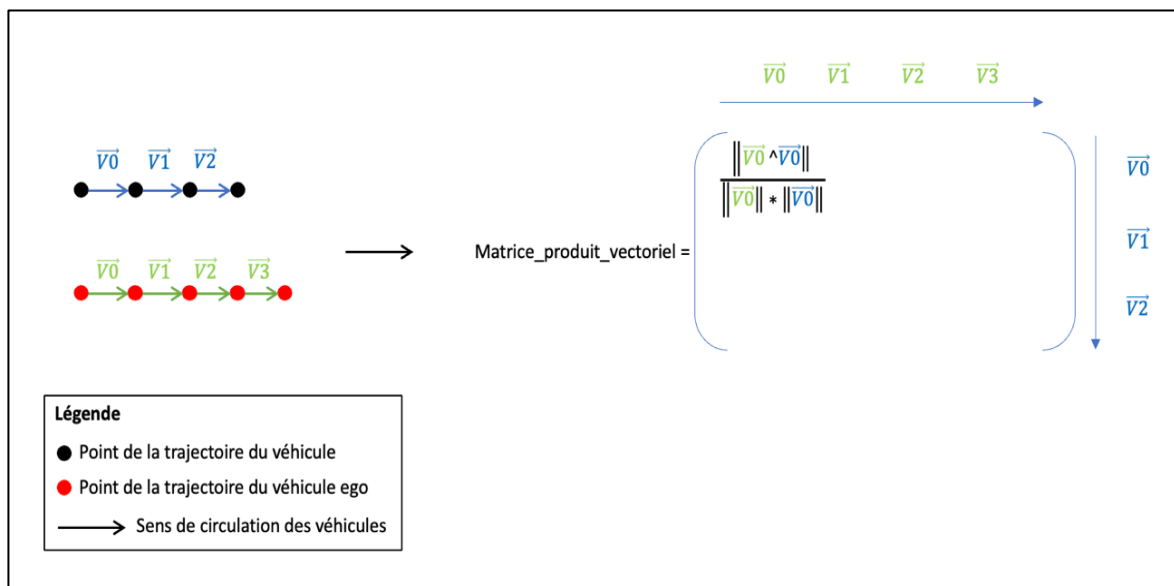 V0 V1 V2 V3
V0 V1 V2
‖V0 ^V0‖
‖V0‖ * ‖V0‖
V0
V0 V1 V2 V3
Matrice_produit_vectoriel =
V1
V2
Légende
Point de la trajectoire du véhicule
Point de la trajectoire du véhicule ego
Sens de circulation des véhicules